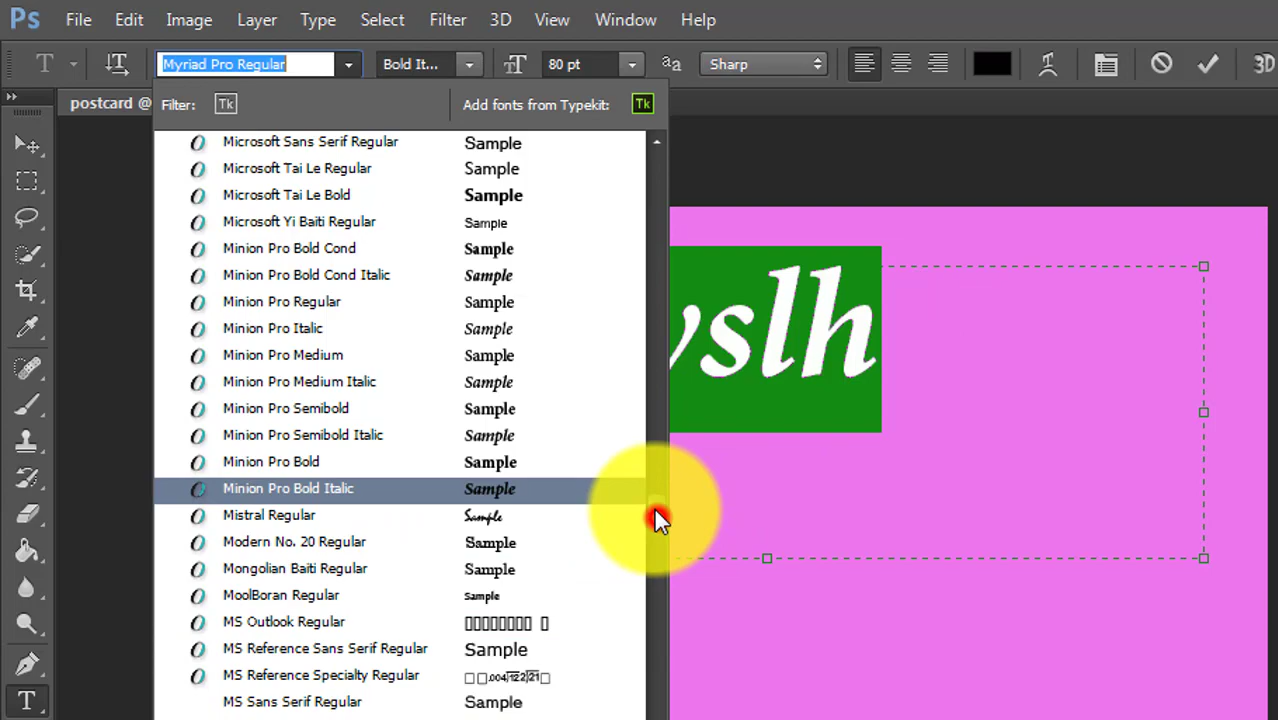 Ps File Edit Image Layer Type Select Filter 3D View Window Help
T Myriad Pro Regular Bold It... 80 pt aa Sharp 3D
postcard @
Filter: Tk Add fonts from Typekit: Tk
Microsoft Sans Serif Regular Sample
Microsoft Tai Le Regular Sample
Microsoft Tai Le Bold Sample
Microsoft Yi Baiti Regular Sample
Minion Pro Bold Cond Sample
Minion Pro Bold Cond Italic Sample
Minion Pro Regular Sample
Minion Pro Italic Sample
Minion Pro Medium Sample
Minion Pro Medium Italic Sample
Minion Pro Semibold Sample
Minion Pro Semibold Italic Sample
Minion Pro Bold Sample
Minion Pro Bold Italic Sample
Mistral Regular Sample
Modern No. 20 Regular Sample
Mongolian Baiti Regular Sample
MoolBoran Regular Sample
MS Outlook Regular
MS Reference Sans Serif Regular Sample
MS Reference Specialty Regular
MS Sans Serif Regular Sample
yslh
T